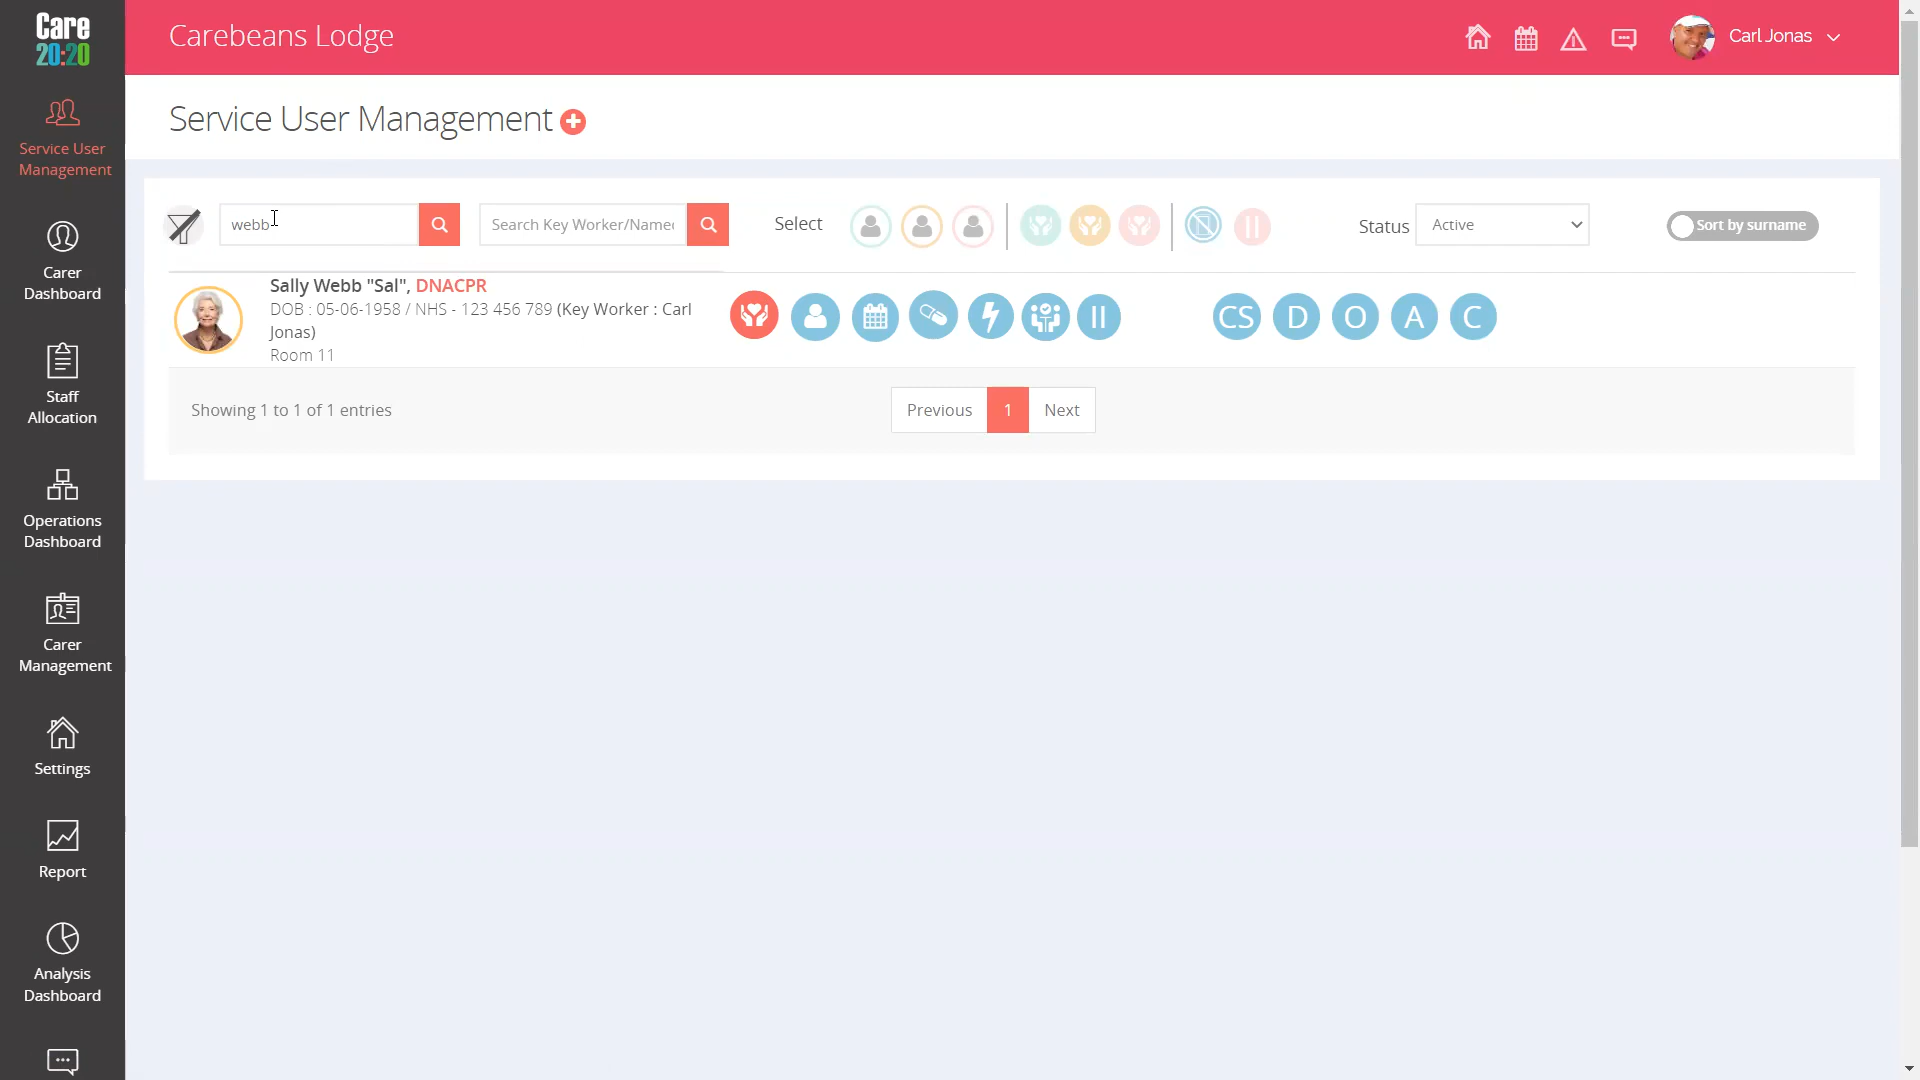 Care
20:20
Carebeans Lodge
Carl Jonas
Service User Management
Service User
Management
Carer
Dashboard
Staff
Allocation
Operations
Dashboard
Carer
Management
Settings
Report
Analysis
Dashboard
webb
Search Key Worker/Named
Select
Status
Active
Sort by surname
Sally Webb "Sal", DNACPR
DOB : 05-06-1958 / NHS - 123 456 789 (Key Worker : Carl
Jonas)
Room 11
CS D O A C
Showing 1 to 1 of 1 entries
Previous 1 Next